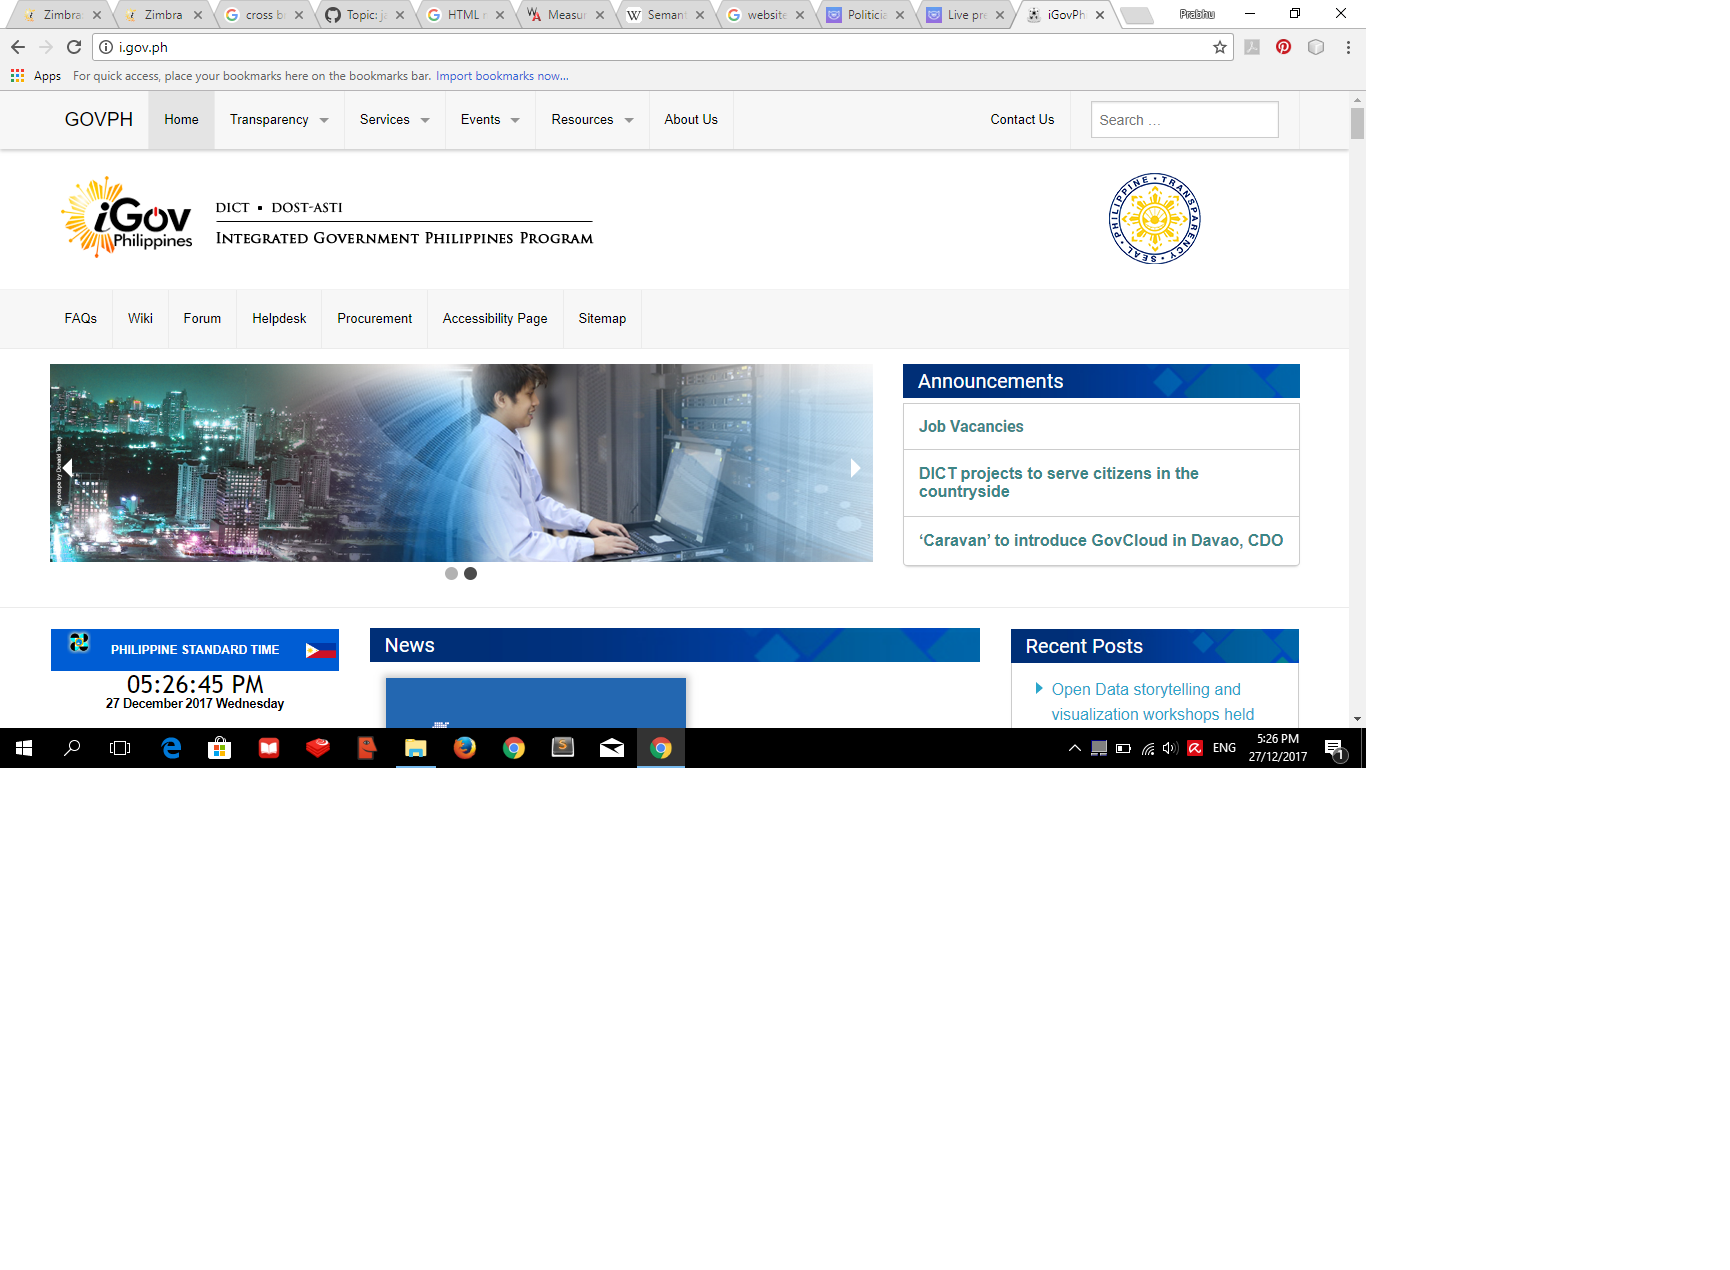 Zimbra
Zimbra
cross b
Topic: j
HTML r
Measur
Seman
website
Politicia
Live pre
iGovPh
Prabhu
i.gov.ph
Apps For quick access, place your bookmarks here on the bookmarks bar. Import bookmarks now...
GOVPH Home Transparency Services Events Resources About Us Contact Us Search ...
iGov
Philippines
DICT ▪ DOST-ASTI
Integrated Government Philippines Program
PHILIPPINE • TRANSPARENCY • SEAL •
FAQs Wiki Forum Helpdesk Procurement Accessibility Page Sitemap
Announcements
Job Vacancies
DICT projects to serve citizens in the
countryside
‘Caravan’ to introduce GovCloud in Davao, CDO
PHILIPPINE STANDARD TIME
05:26:45 PM
27 December 2017 Wednesday
News
Recent Posts
Open Data storytelling and
visualization workshops held
ENG
5:26 PM
27/12/2017
1